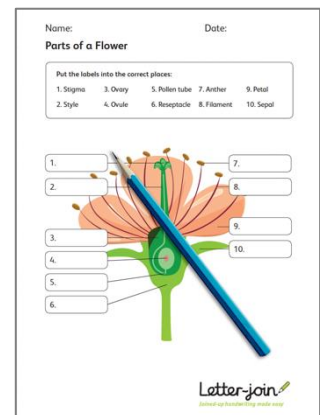 Name: Date:
Parts of a Flower
Put the labels into the correct places:
1. Stigma 3. Ovary 5. Pollen tube 7. Anther 9. Petal
2. Style 4. Ovule 6. Reseptacle 8. Filament 10. Sepal
1. 7.
2. 8.
3. 9.
4. 10.
5.
6.
Letter-join
Joined-up handwriting made easy